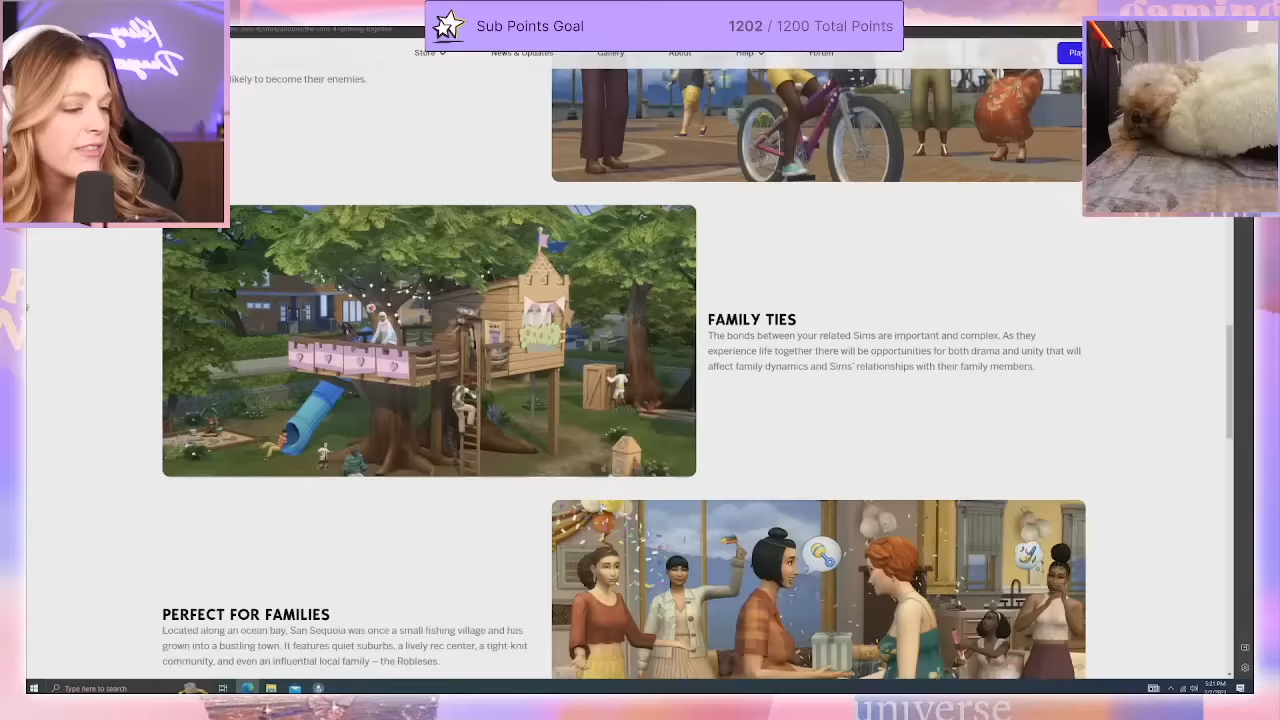 Sub Points Goal
1202 / 1200 Total Points
Store
News & Updates
Gallery
About
Help
Forum
Play
likely to become their enemies.
FAMILY TIES
The bonds between your related Sims are important and complex. As they
experience life together there will be opportunities for both drama and unity that will
affect family dynamics and Sims' relationships with their family members.
PERFECT FOR FAMILIES
Located along an ocean bay, San Sequoia was once a small fishing village and has
grown into a bustling town. It features quiet suburbs, a lively rec center, a tight-knit
community, and even an influential local family – the Robleses.
Type here to search
5:21 PM
universe